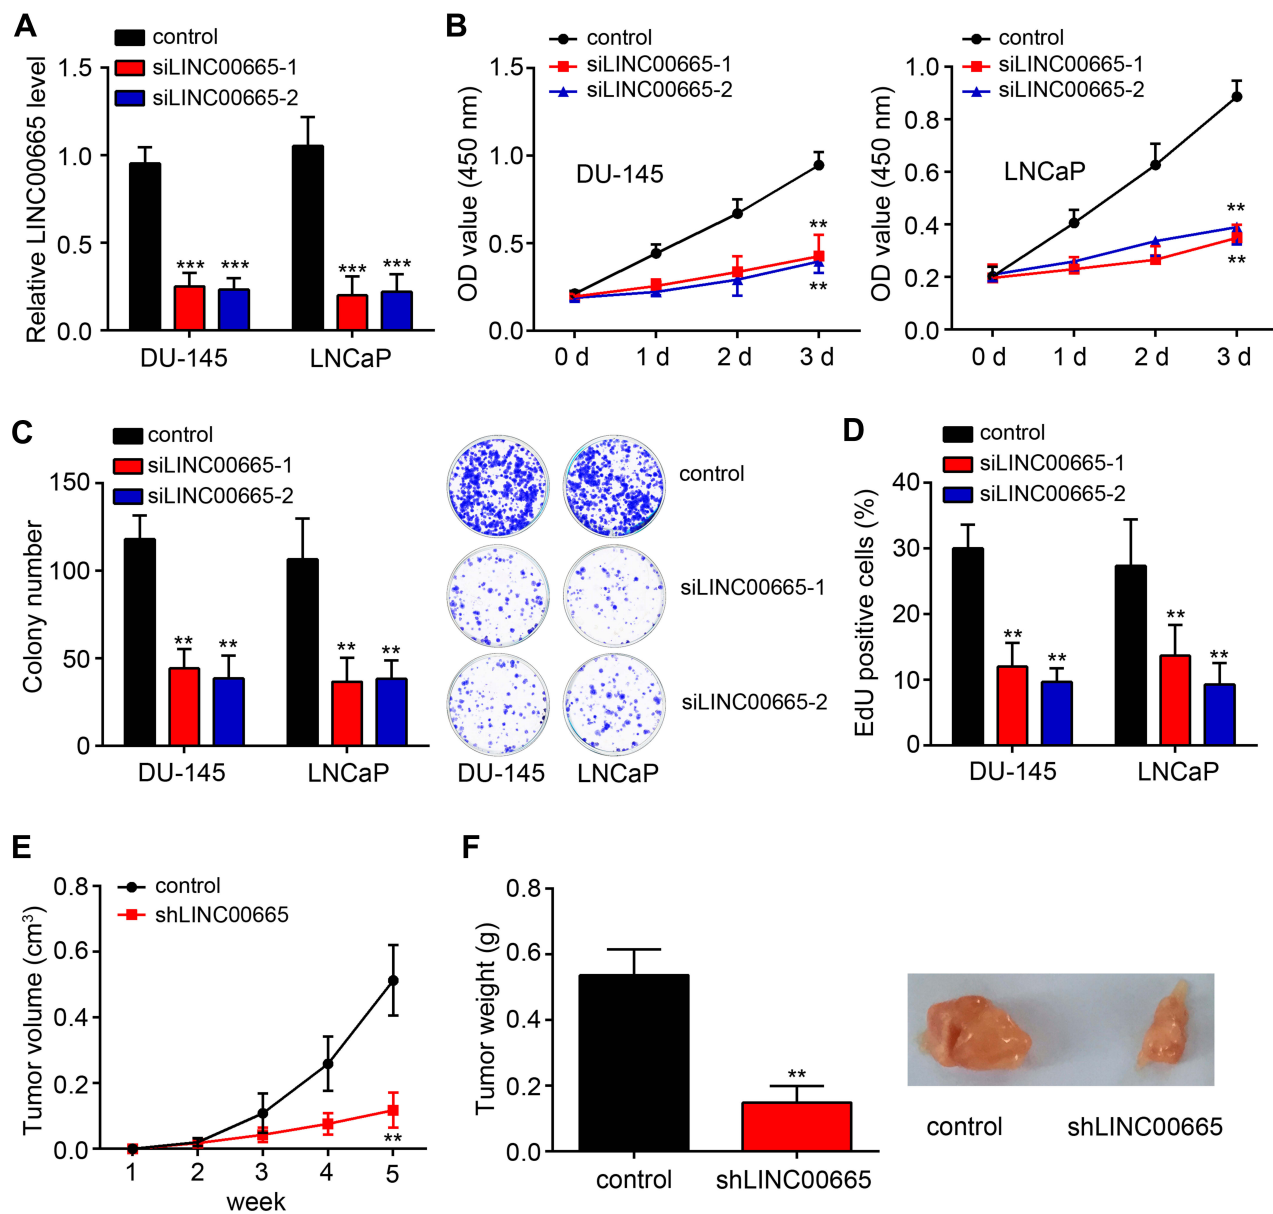 A
control
siLINC00665-1
siLINC00665-2
Relative LINC00665 level
1.5
1.0
0.5
0.0
*** *** *** ***
DU-145 LNCaP
B
control
siLINC00665-1
siLINC00665-2
OD value (450 nm)
1.5
1.0
0.5
0.0
DU-145
**
**
0 d 1 d 2 d 3 d
control
siLINC00665-1
siLINC00665-2
OD value (450 nm)
1.0
0.8
0.6
0.4
0.2
0.0
LNCaP
**
**
0 d 1 d 2 d 3 d
C
control
siLINC00665-1
siLINC00665-2
Colony number
150
100
50
0
** ** ** **
DU-145 LNCaP
control
siLINC00665-1
siLINC00665-2
DU-145 LNCaP
D
control
siLINC00665-1
siLINC00665-2
EdU positive cells (%)
40
30
20
10
0
** ** ** **
DU-145 LNCaP
E
control
shLINC00665
Tumor volume (cm³)
0.8
0.6
0.4
0.2
0.0
**
1 2 3 4 5
week
F
Tumor weight (g)
0.8
0.6
0.4
0.2
0.0
**
control shLINC00665
control shLINC00665